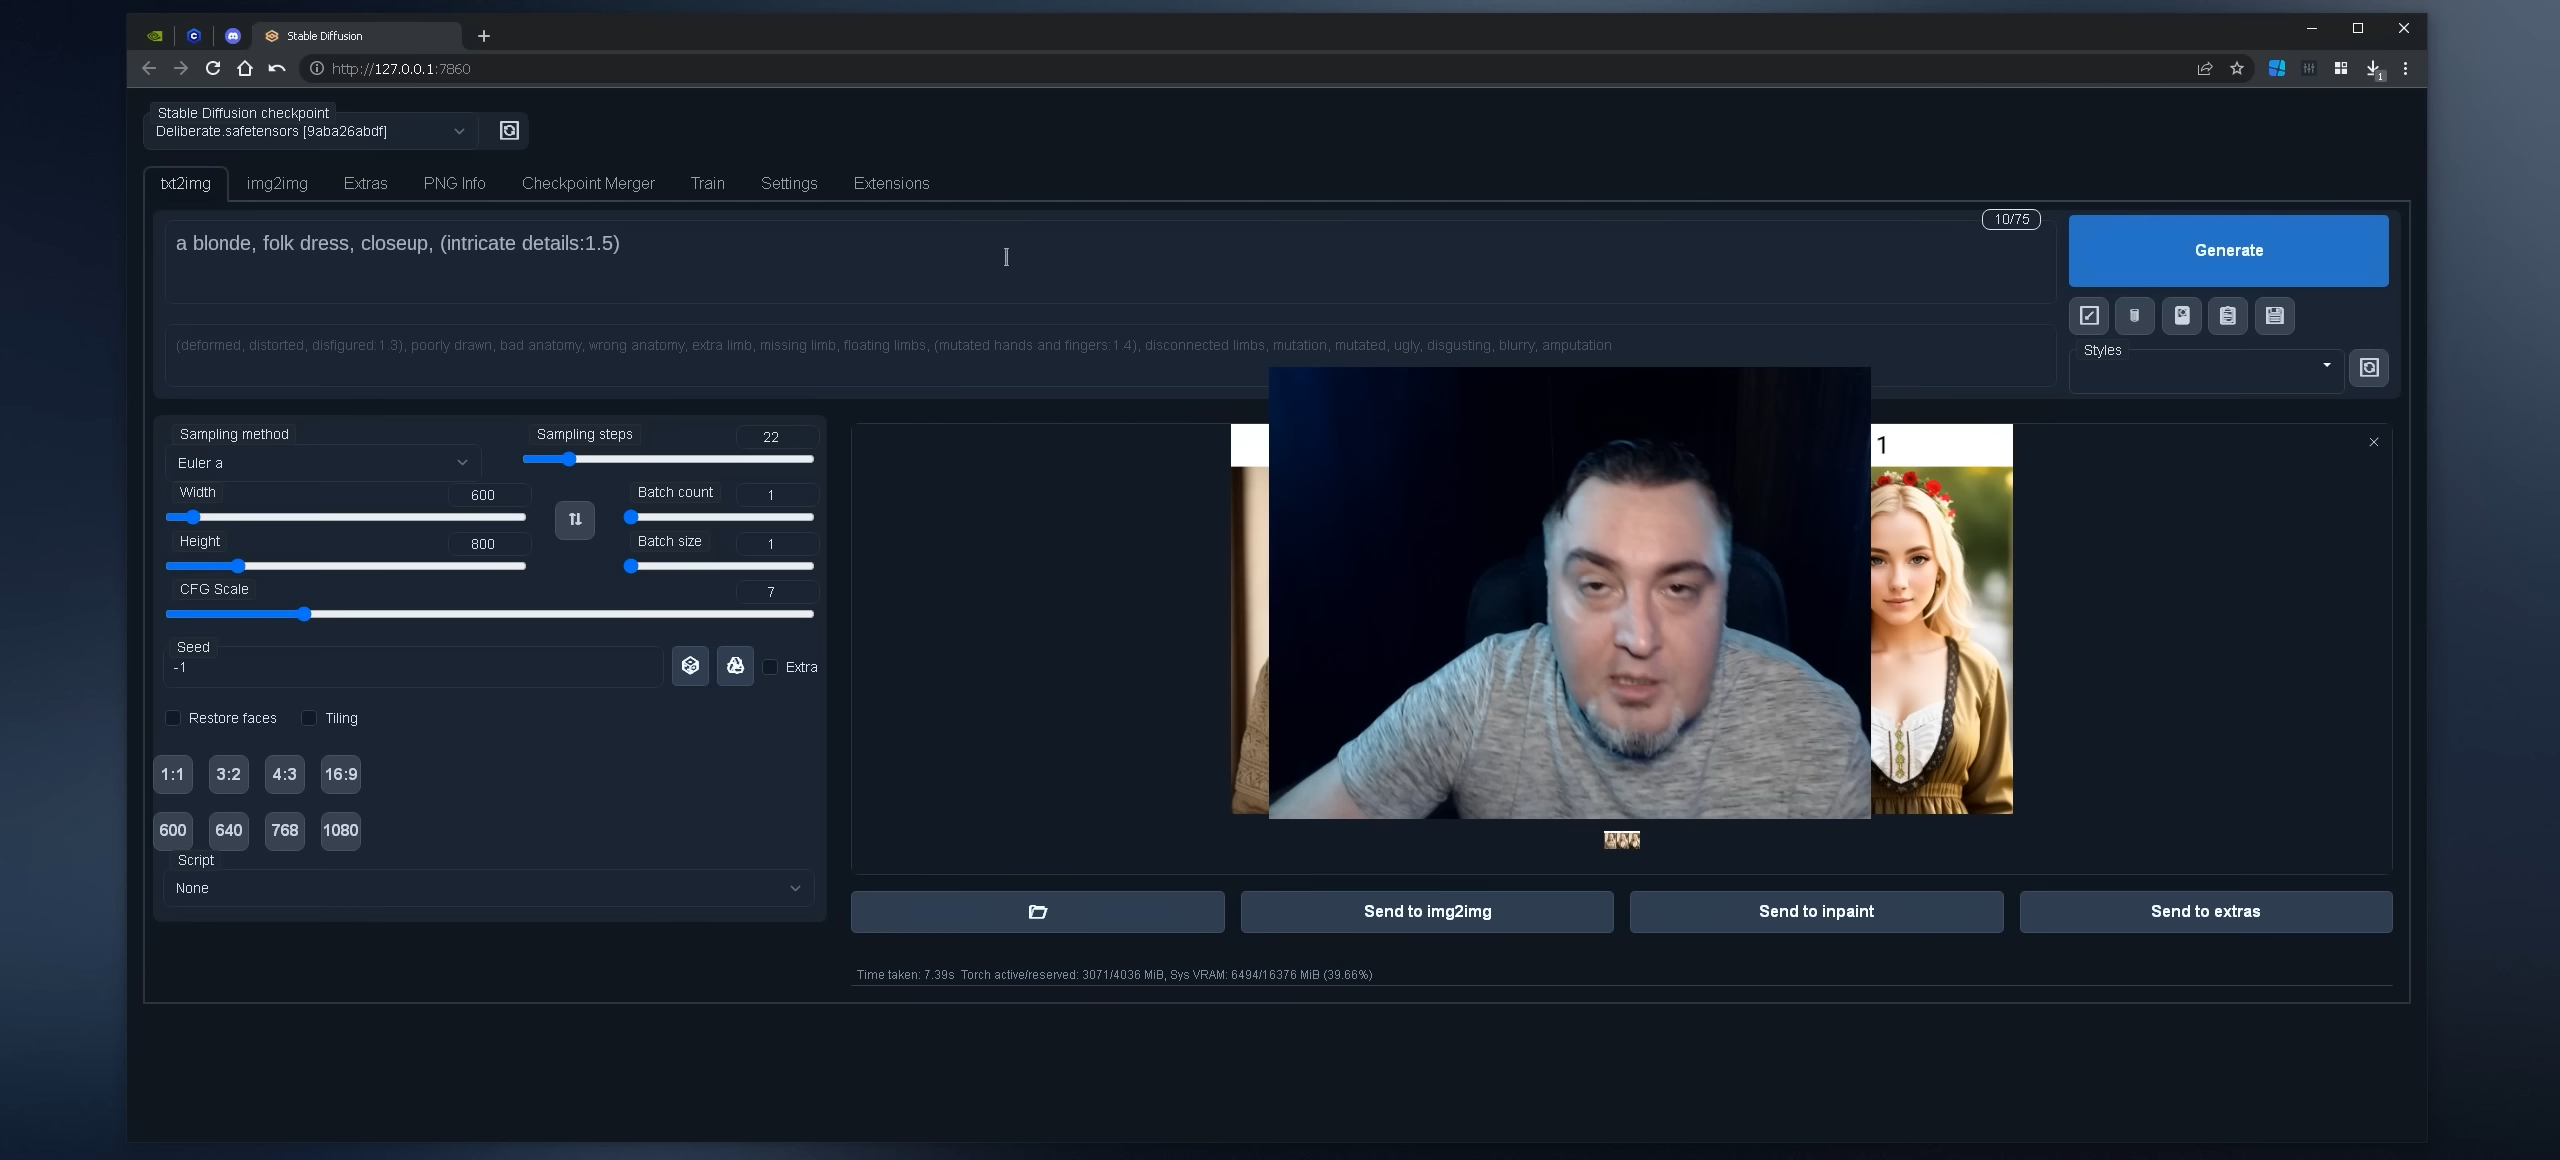 Stable Diffusion
http://127.0.0.1:7860
1
Stable Diffusion checkpoint
Deliberate.safetensors [9aba26abdf]
txt2img img2img Extras PNG Info Checkpoint Merger Train Settings Extensions
10/75
a blonde, folk dress, closeup, (intricate details:1.5)
Generate
(deformed, distorted, disfigured:1.3), poorly drawn, bad anatomy, wrong anatomy, extra limb, missing limb, floating limbs, (mutated hands and fingers:1.4), disconnected limbs, mutation, mutated, ugly, disgusting, blurry, amputation
Styles
Sampling method
Euler a
Sampling steps 22
Width 600
Batch count 1
Height 800
Batch size 1
CFG Scale 7
Seed
-1
Extra
Restore faces Tiling
1:1 3:2 4:3 16:9
600 640 768 1080
Script
None
1
Send to img2img Send to inpaint Send to extras
Time taken: 7.39s Torch active/reserved: 3071/4036 MiB, Sys VRAM: 6494/16376 MiB (39.66%)